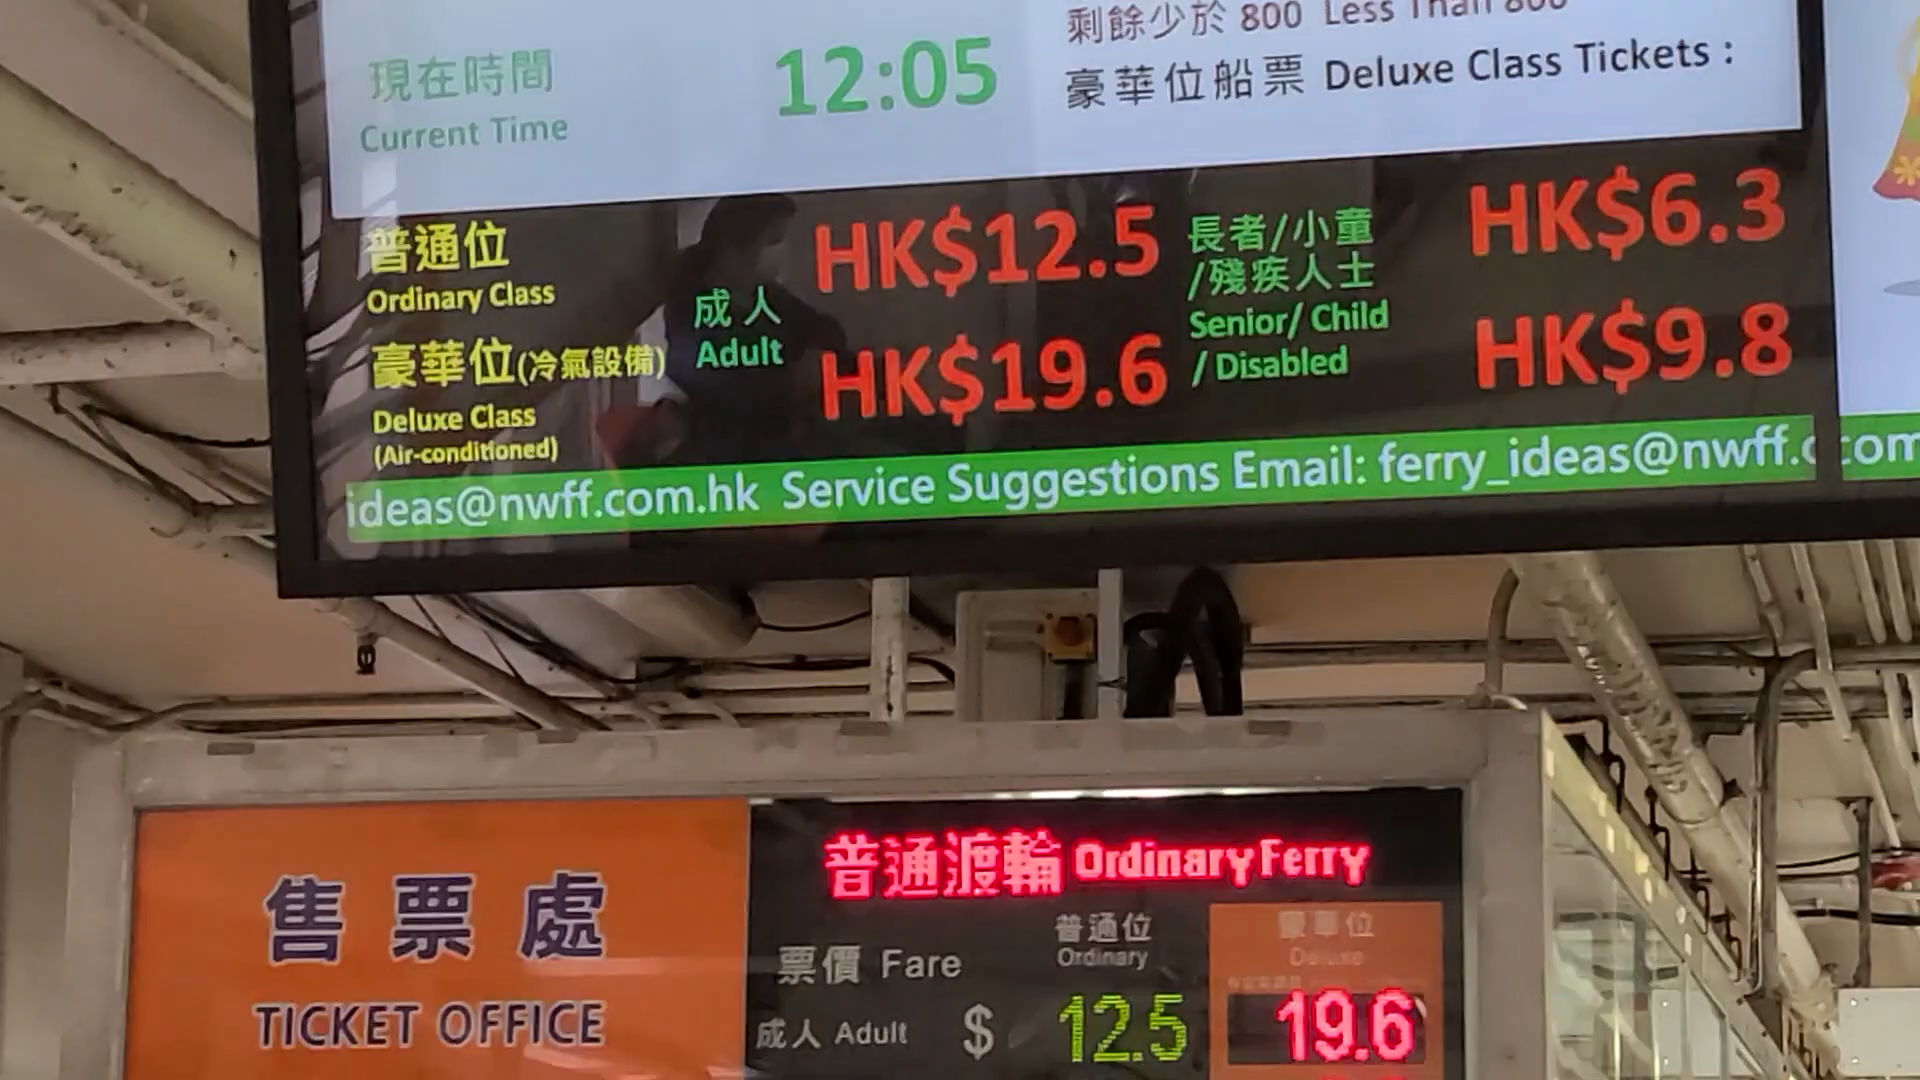 剩餘少於 800 Less Than 800
現在時間
Current Time
12:05
豪華位船票 Deluxe Class Tickets :
普通位
Ordinary Class
豪華位(冷氣設備)
Deluxe Class
(Air-conditioned)
成人
Adult
HK$12.5
HK$19.6
長者/小童
/殘疾人士
Senior/ Child
/ Disabled
HK$6.3
HK$9.8
ideas@nwff.com.hk Service Suggestions Email: ferry_ideas@nwff.c
com
售票處
TICKET OFFICE
普通渡輪 Ordinary Ferry
票價 Fare
普通位
Ordinary
豪華位
Deluxe
成人 Adult $ 12.5 19.6